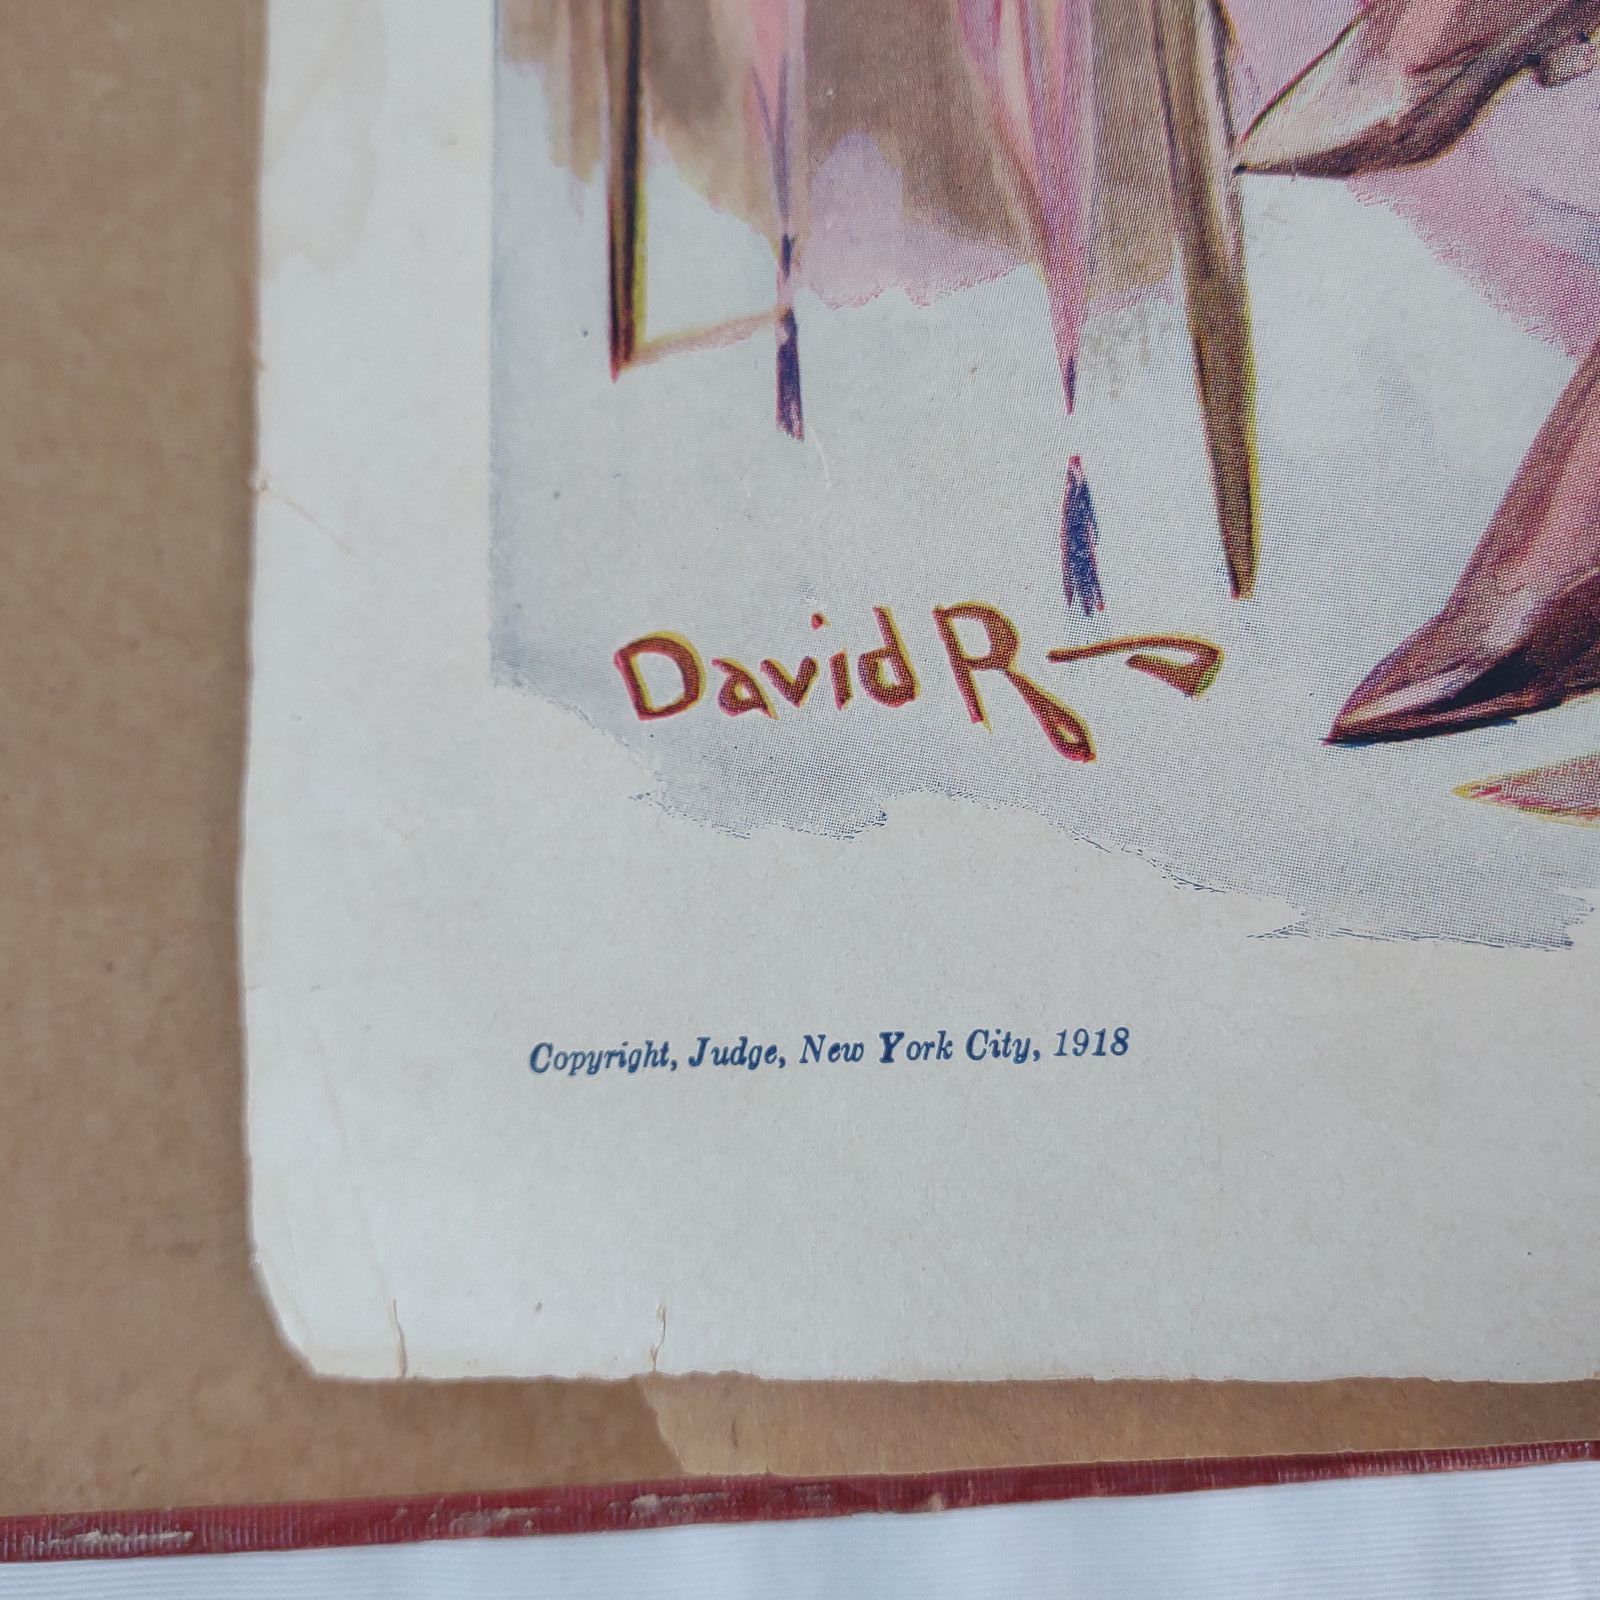 David R
Copyright, Judge, New York City, 1918